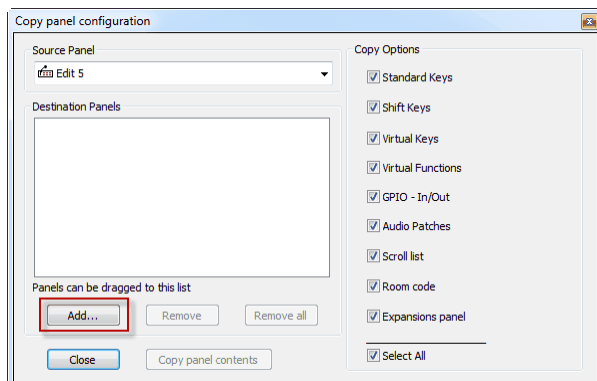 Copy panel configuration
Source Panel
Edit 5
Destination Panels
Panels can be dragged to this list
Add...
Remove
Remove all
Close
Copy panel contents
Copy Options
Standard Keys
Shift Keys
Virtual Keys
Virtual Functions
GPIO - In/Out
Audio Patches
Scroll list
Room code
Expansions panel
Select All